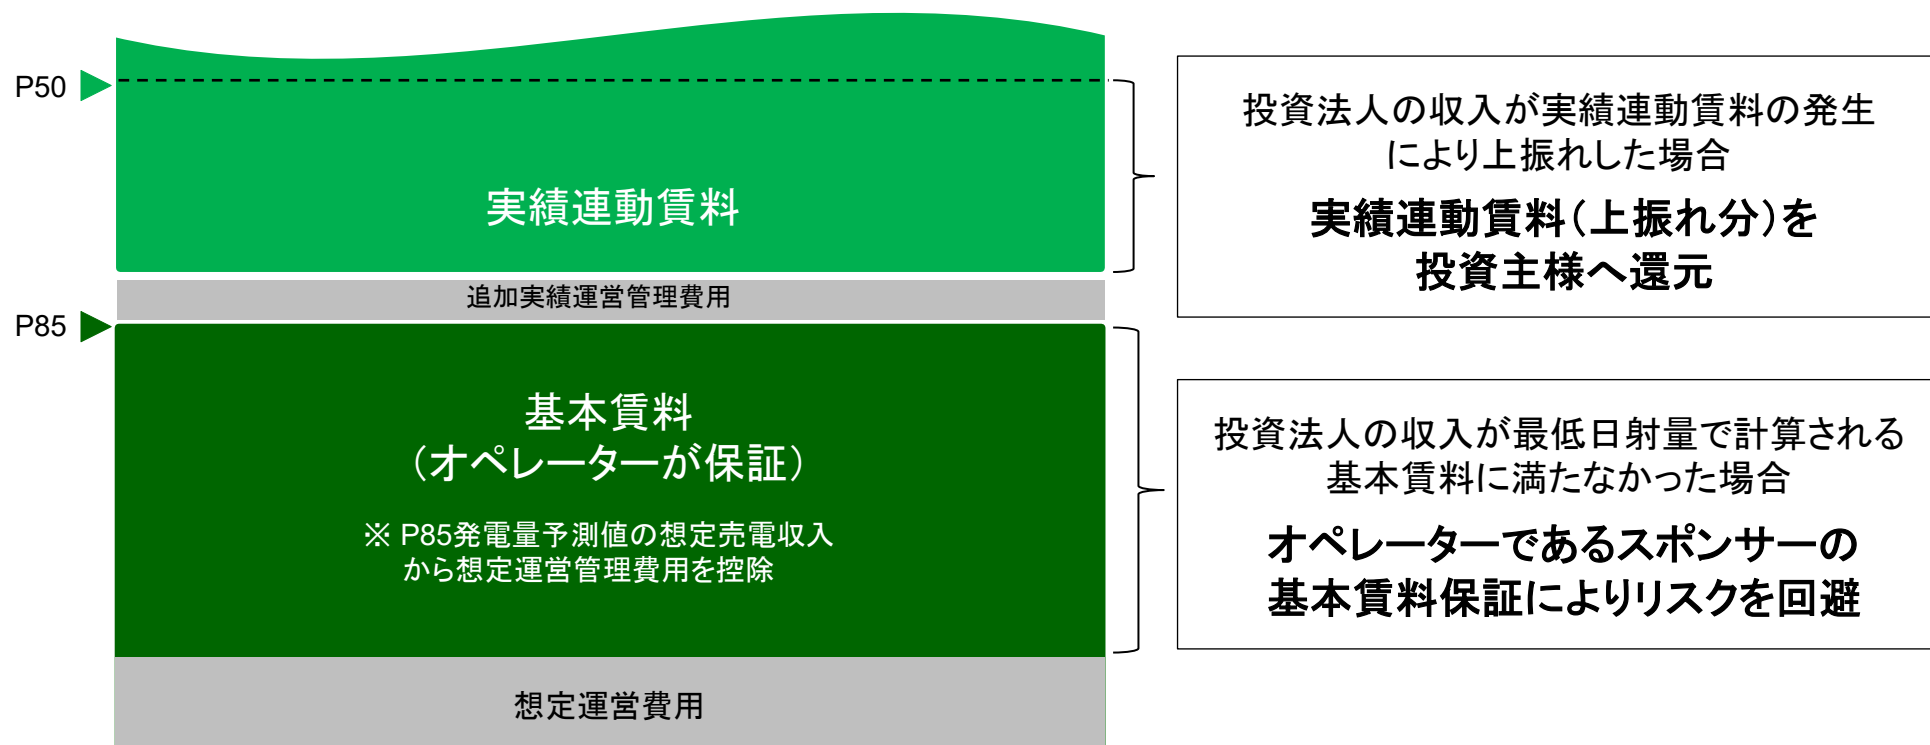 P50
実績連動賃料
追加実績運営管理費用
P85
基本賃料
（オペレーターが保証）
※ P85発電量予測値の想定売電収入
から想定運営管理費用を控除
想定運営費用
投資法人の収入が実績連動賃料の発生
により上振れした場合
実績連動賃料（上振れ分）を
投資主様へ還元
投資法人の収入が最低日射量で計算される
基本賃料に満たなかった場合
オペレーターであるスポンサーの
基本賃料保証によりリスクを回避